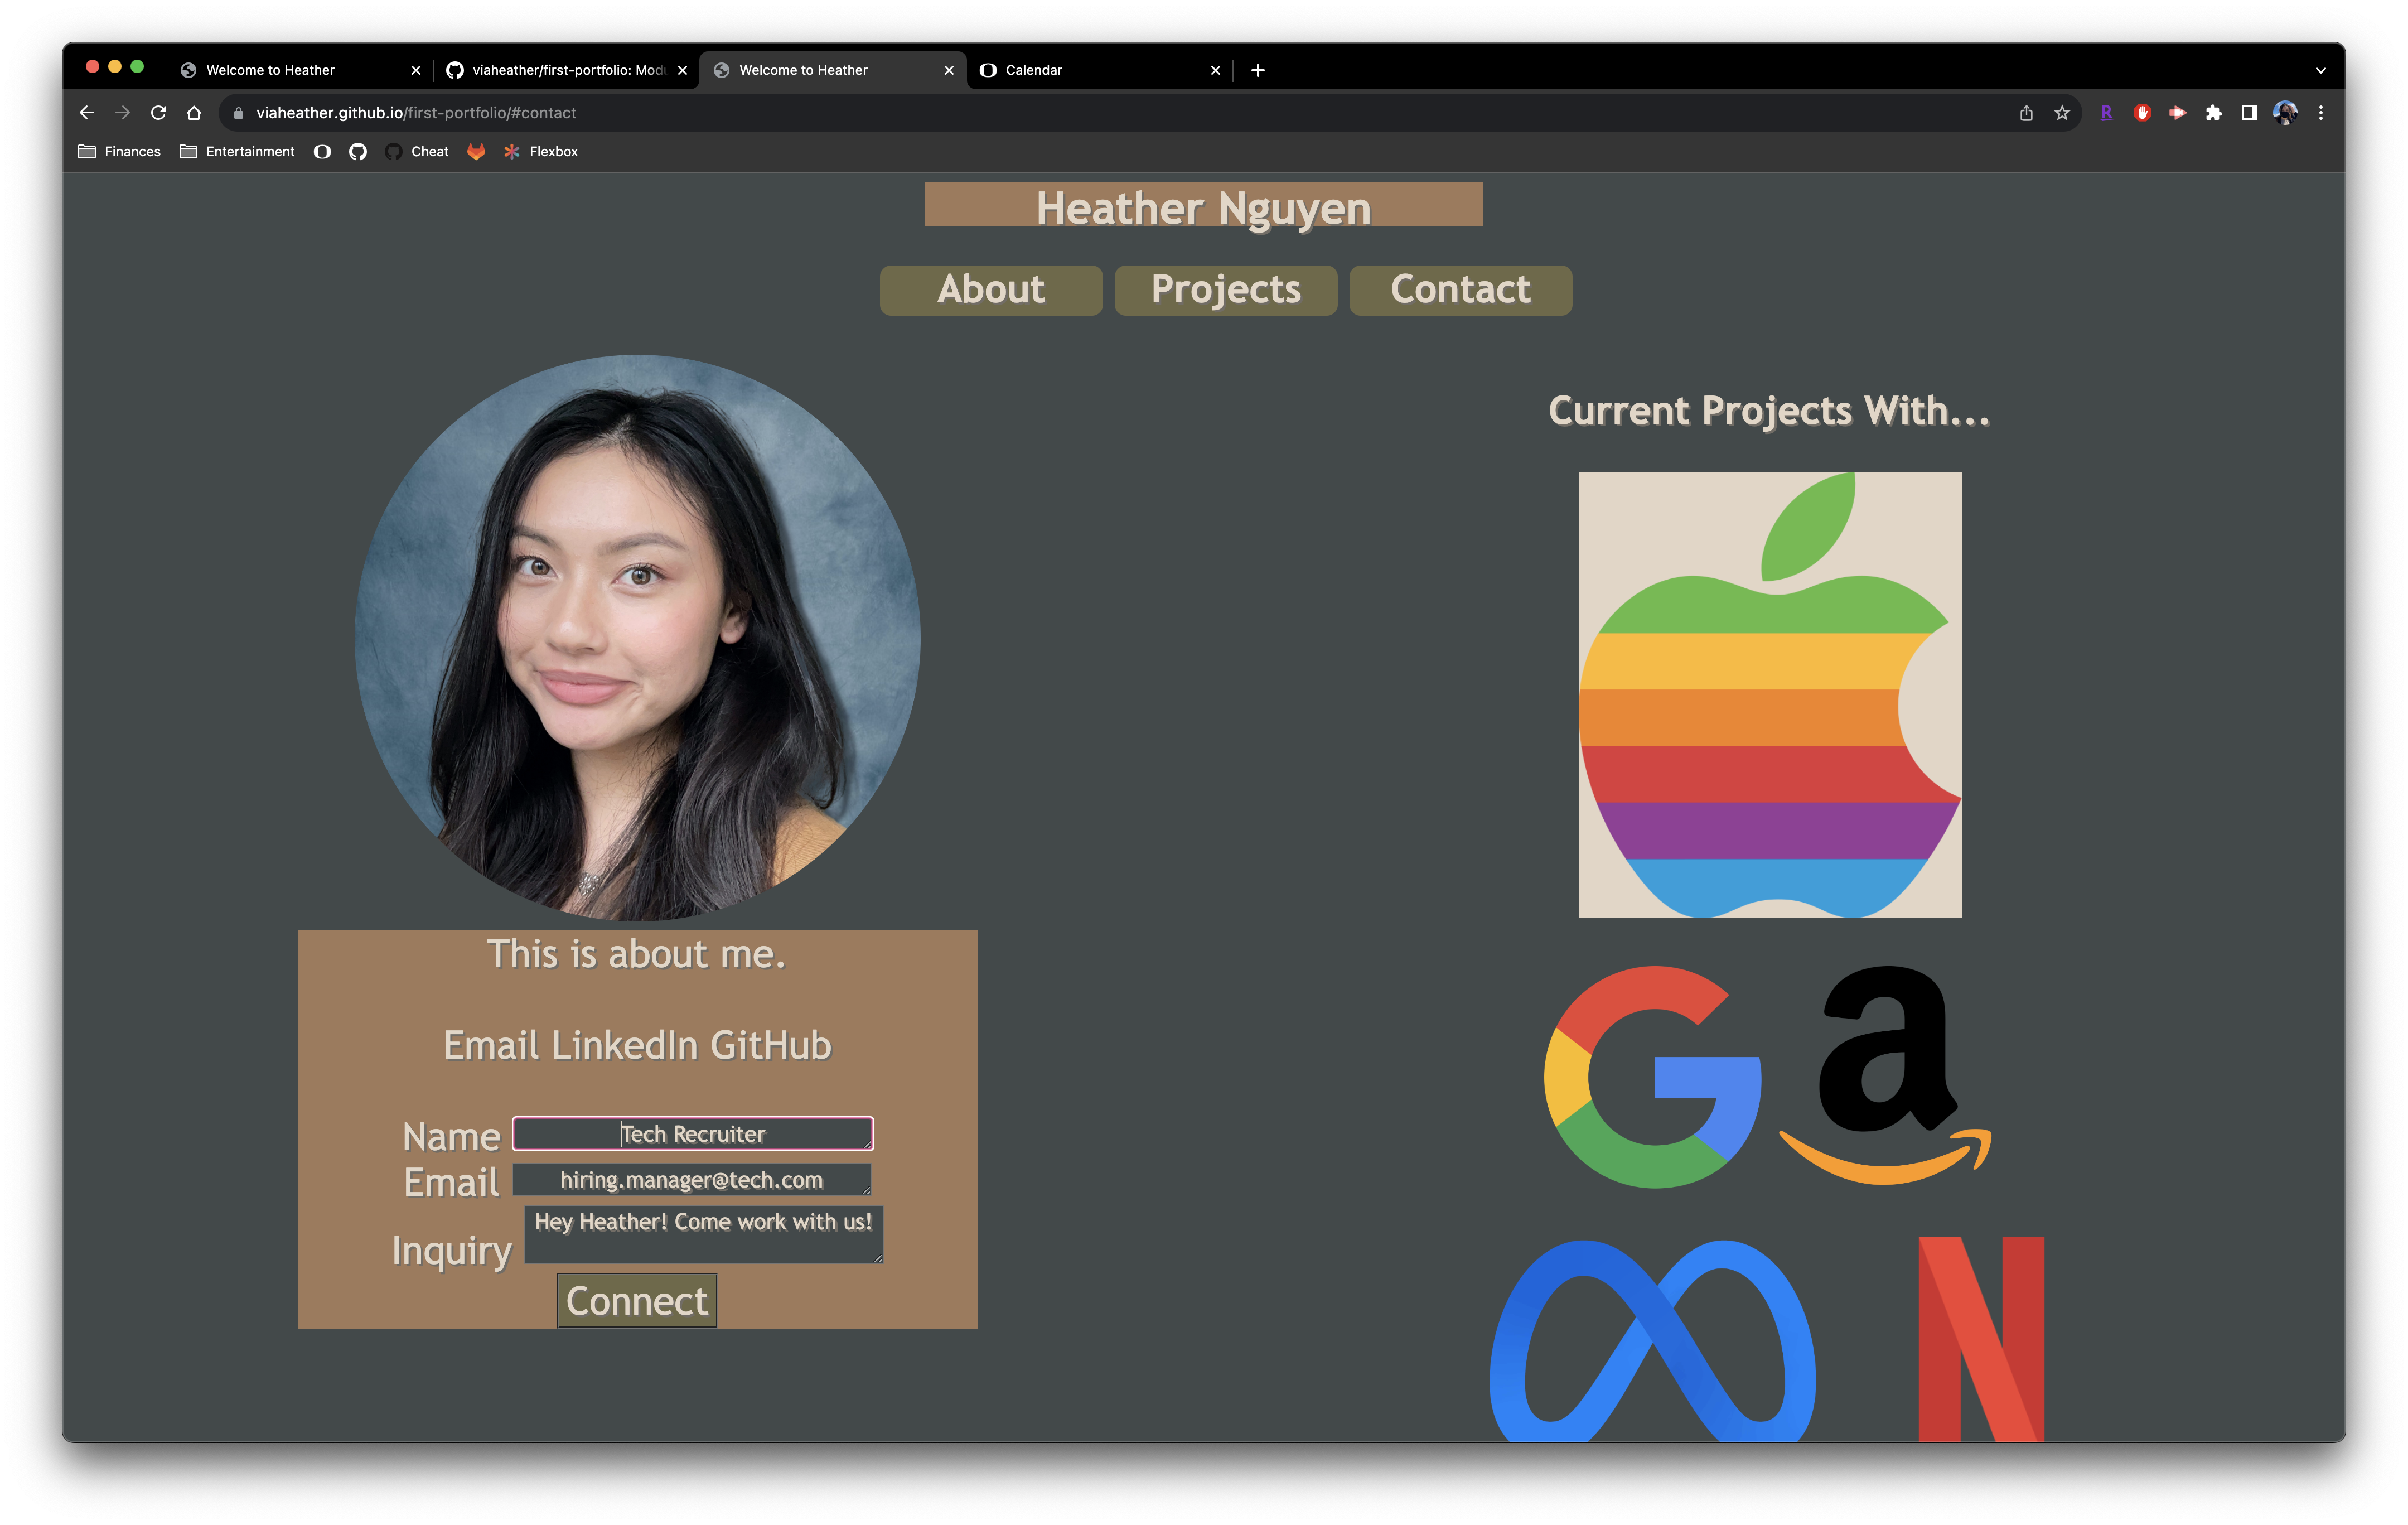 Welcome to Heather
viaheather/first-portfolio: Modu
Welcome to Heather
Calendar
viaheather.github.io/first-portfolio/#contact
R
Finances
Entertainment
Cheat
Flexbox
Heather Nguyen
About
Projects
Contact
Current Projects With...
This is about me.
Email LinkedIn GitHub
Name
Tech Recruiter
Email
hiring.manager@tech.com
Inquiry
Hey Heather! Come work with us!
Connect
G
a
N